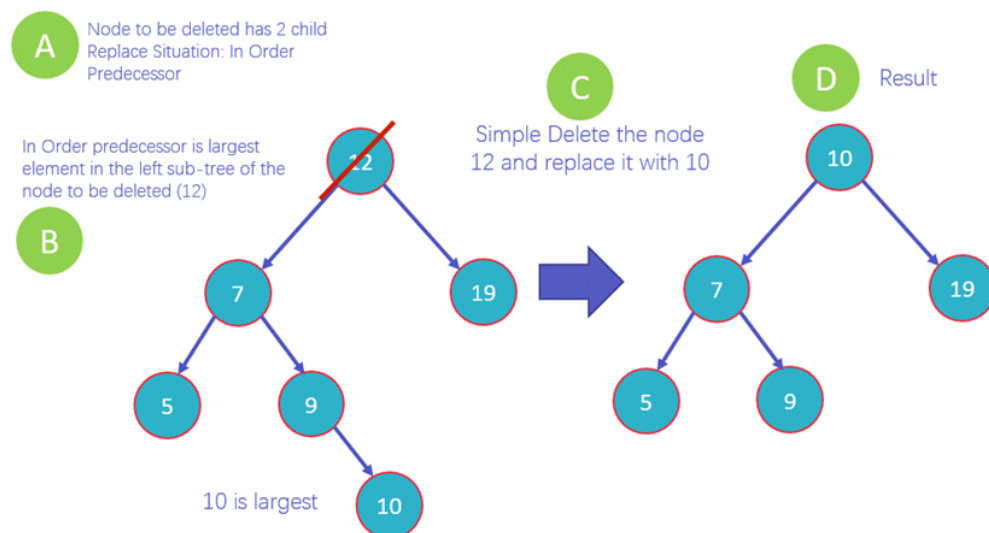 A
Node to be deleted has 2 child
Replace Situation: In Order
Predecessor
In Order predecessor is largest
element in the left sub-tree of the
node to be deleted (12)
B
12
7
19
5
9
10 is largest
10
C
Simple Delete the node
12 and replace it with 10
D
Result
10
7
19
5
9